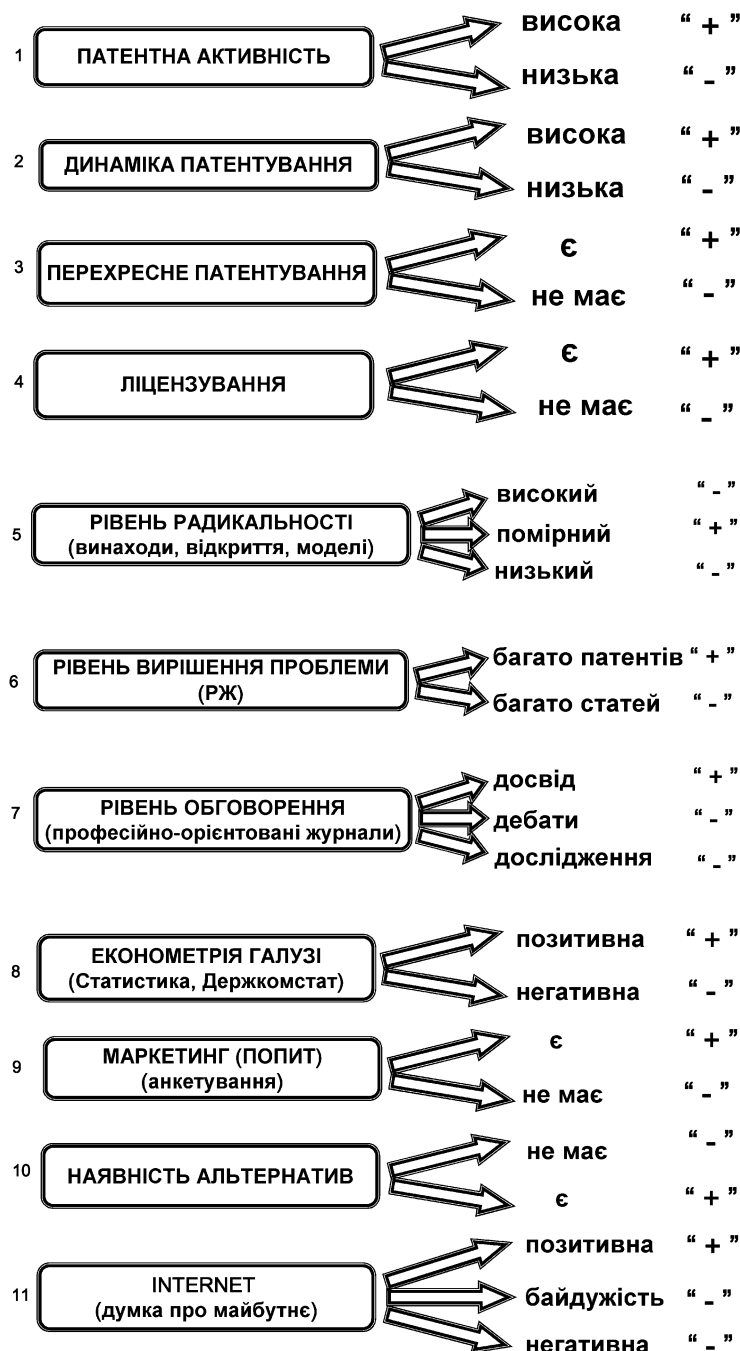 висока “ + ”
1 ПАТЕНТНА АКТИВНІСТЬ
низька “ - ”
висока “ + ”
2 ДИНАМІКА ПАТЕНТУВАННЯ
низька “ - ”
є “ + ”
3 ПЕРЕХРЕСНЕ ПАТЕНТУВАННЯ
не має “ - ”
є “ + ”
4 ЛІЦЕНЗУВАННЯ
не має “ - ”
високий “ - ”
5 РІВЕНЬ РАДИКАЛЬНОСТІ
помірний “ + ”
(винаходи, відкриття, моделі)
низький “ - ”
багато патентів “ + ”
6 РІВЕНЬ ВИРІШЕННЯ ПРОБЛЕМИ
(РЖ)
багато статей “ - ”
досвід “ + ”
7 РІВЕНЬ ОБГОВОРЕННЯ
дебати “ - ”
(професійно-орієнтовані журнали)
дослідження “ - ”
позитивна “ + ”
8 ЕКОНОМЕТРІЯ ГАЛУЗІ
(Статистика, Держкомстат)
негативна “ - ”
є “ + ”
9 МАРКЕТИНГ (ПОПИТ)
(анкетування)
не має “ - ”
не має “ - ”
10 НАЯВНІСТЬ АЛЬТЕРНАТИВ
є “ + ”
позитивна “ + ”
11 INTERNET
байдужість “ - ”
(думка про майбутнє)
негативна “ - ”